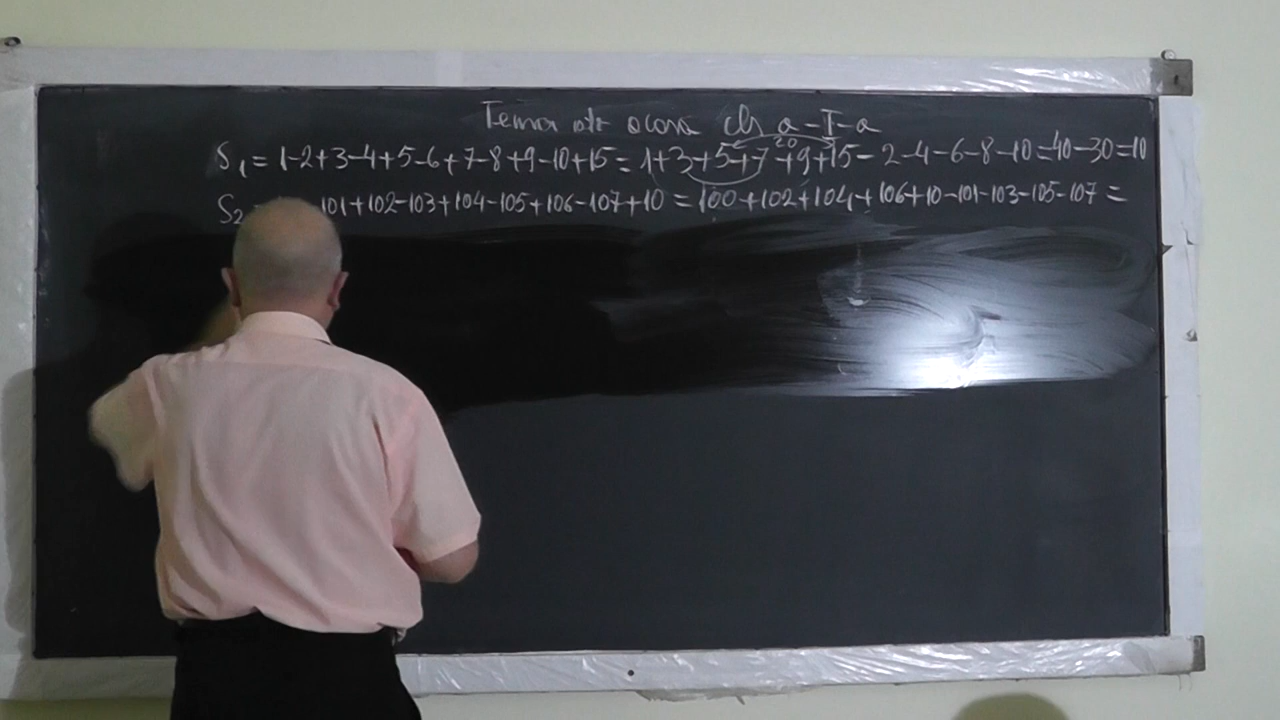 Tema acasa cls a-I-a
S1 = 1-2+3-4+5-6+7-8+9-10+15 = 1+3+5+7+9+15-2-4-6-8-10=40-30=10
20
S2 101+102-103+104-105+106-107+10 = 100+102+104+106+10-101-103-105-107 =